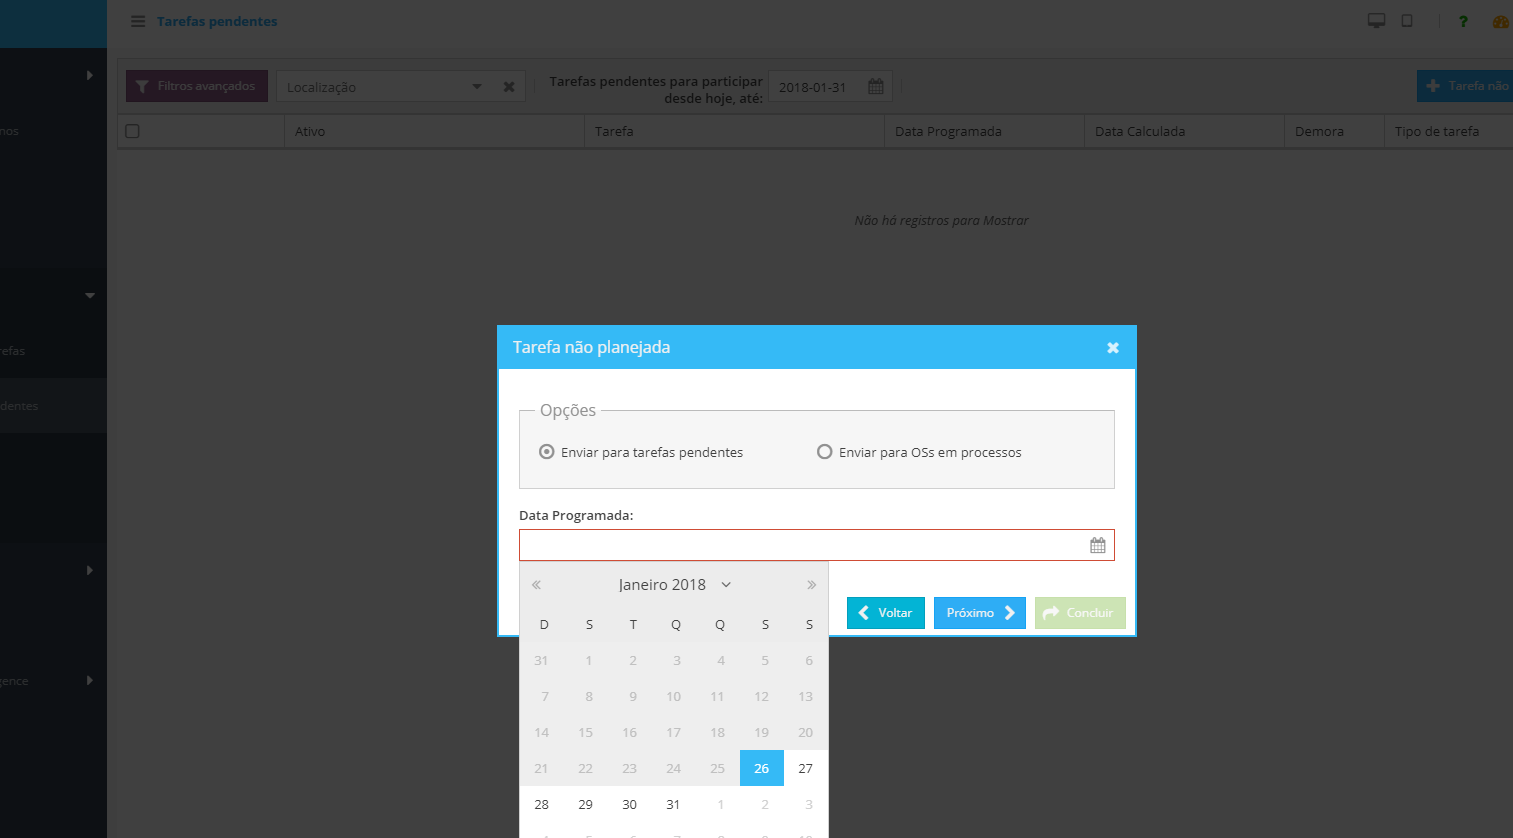 Tarefas pendentes
?
Filtros avançados
Localização
Tarefas pendentes para participar
desde hoje, até:
2018-01-31
Tarefa não
nos
Ativo
Tarefa
Data Programada
Data Calculada
Demora
Tipo de tarefa
Não há registros para Mostrar
refas
dentes
gence
Tarefa não planejada
Opções
Enviar para tarefas pendentes
Enviar para OSs em processos
Data Programada:
Janeiro 2018
D S T Q Q S S
31 1 2 3 4 5 6
7 8 9 10 11 12 13
14 15 16 17 18 19 20
21 22 23 24 25 26 27
28 29 30 31 1 2 3
Voltar
Próximo
Concluir